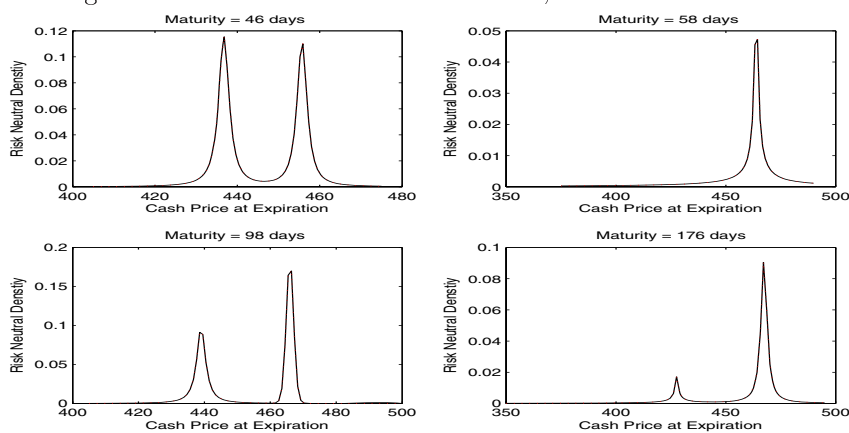 Maturity = 46 days
0.12
0.1
0.08
0.06
0.04
0.02
0
Risk Neutral Denstiy
400 420 440 460 480
Cash Price at Expiration
Maturity = 58 days
0.05
0.04
0.03
0.02
0.01
0
Risk Neutral Denstiy
350 400 450 500
Cash Price at Expiration
Maturity = 98 days
0.2
0.15
0.1
0.05
0
Risk Neutral Denstiy
400 420 440 460 480 500
Cash Price at Expiration
Maturity = 176 days
0.1
0.08
0.06
0.04
0.02
0
Risk Neutral Denstiy
350 400 450 500
Cash Price at Expiration